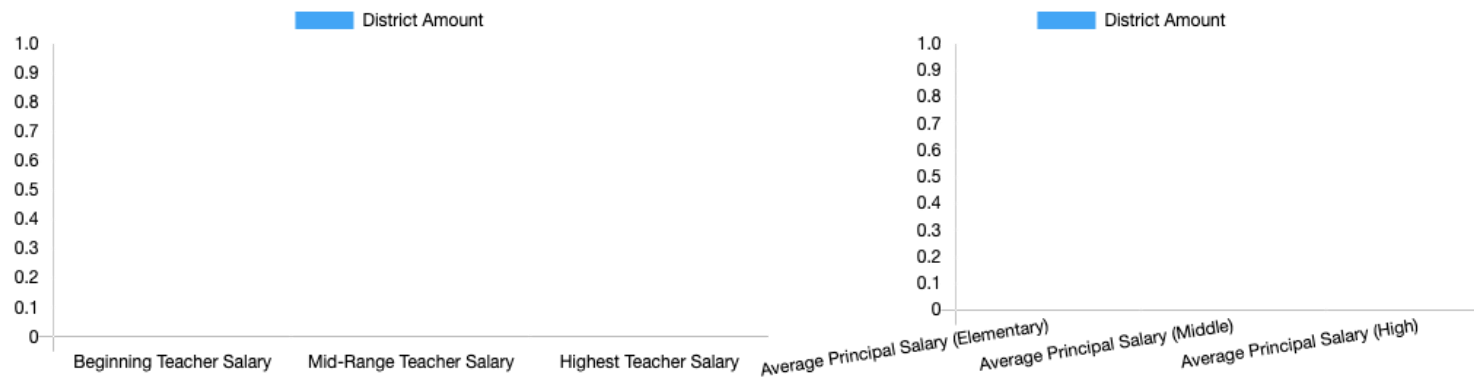 District Amount
1.0
0.9
0.8
0.7
0.6
0.5
0.4
0.3
0.2
0.1
0
Beginning Teacher Salary
Mid-Range Teacher Salary
Highest Teacher Salary
District Amount
1.0
0.9
0.8
0.7
0.6
0.5
0.4
0.3
0.2
0.1
0
Average Principal Salary (Elementary)
Average Principal Salary (Middle)
Average Principal Salary (High)